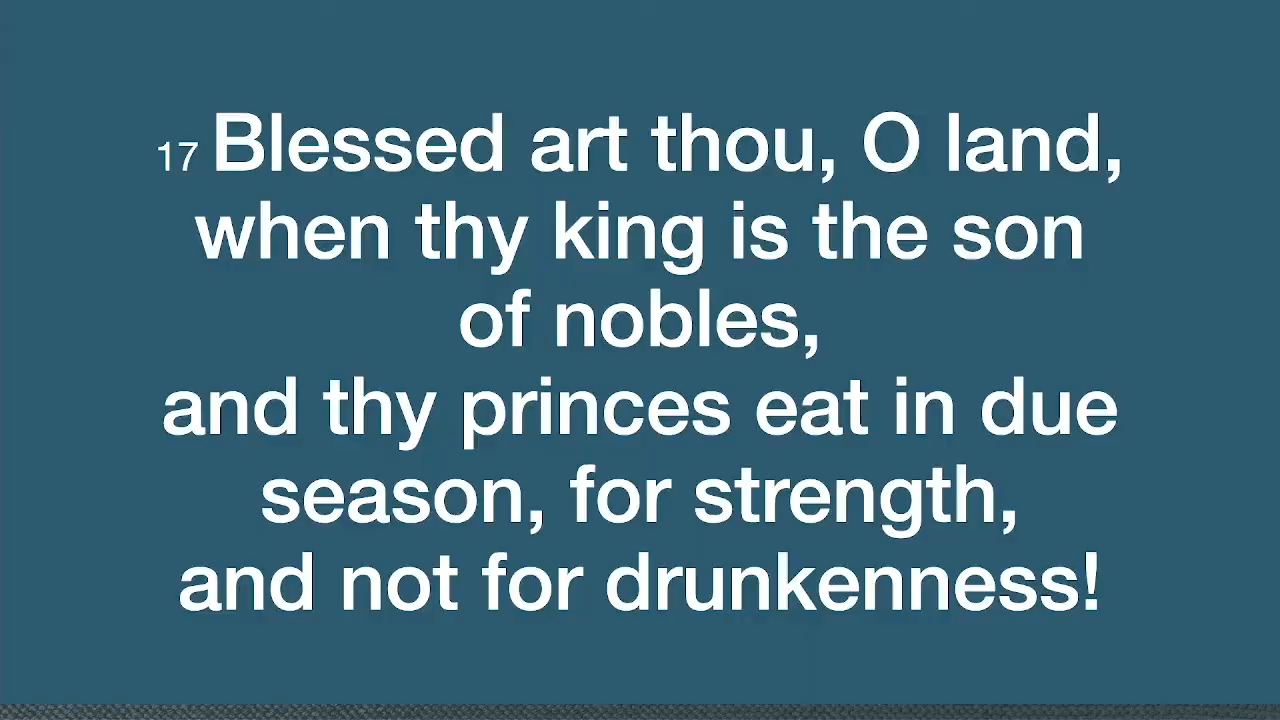 17 Blessed art thou, O land,
when thy king is the son
of nobles,
and thy princes eat in due
season, for strength,
and not for drunkenness!